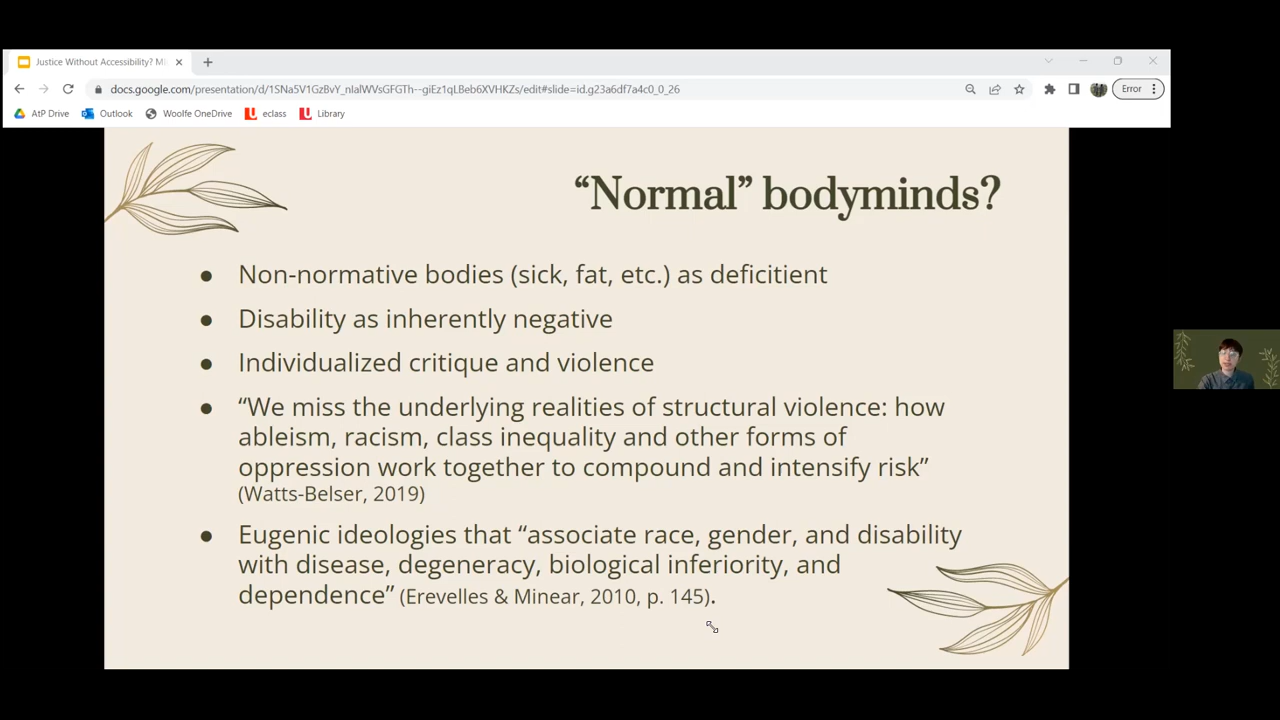 Justice Without Accessibility? Mi
docs.google.com/presentation/d/1SNa5V1GzBvY_nlalWVsGFGTh--giEz1qLBeb6XVHKZs/edit#slide=id.g23a6df7a4c0_0_26
Error
AtP Drive Outlook Woolfe OneDrive eclass Library
“Normal” bodyminds?
● Non-normative bodies (sick, fat, etc.) as deficitient
● Disability as inherently negative
● Individualized critique and violence
● “We miss the underlying realities of structural violence: how
ableism, racism, class inequality and other forms of
oppression work together to compound and intensify risk”
(Watts-Belser, 2019)
● Eugenic ideologies that “associate race, gender, and disability
with disease, degeneracy, biological inferiority, and
dependence” (Erevelles & Minear, 2010, p. 145).